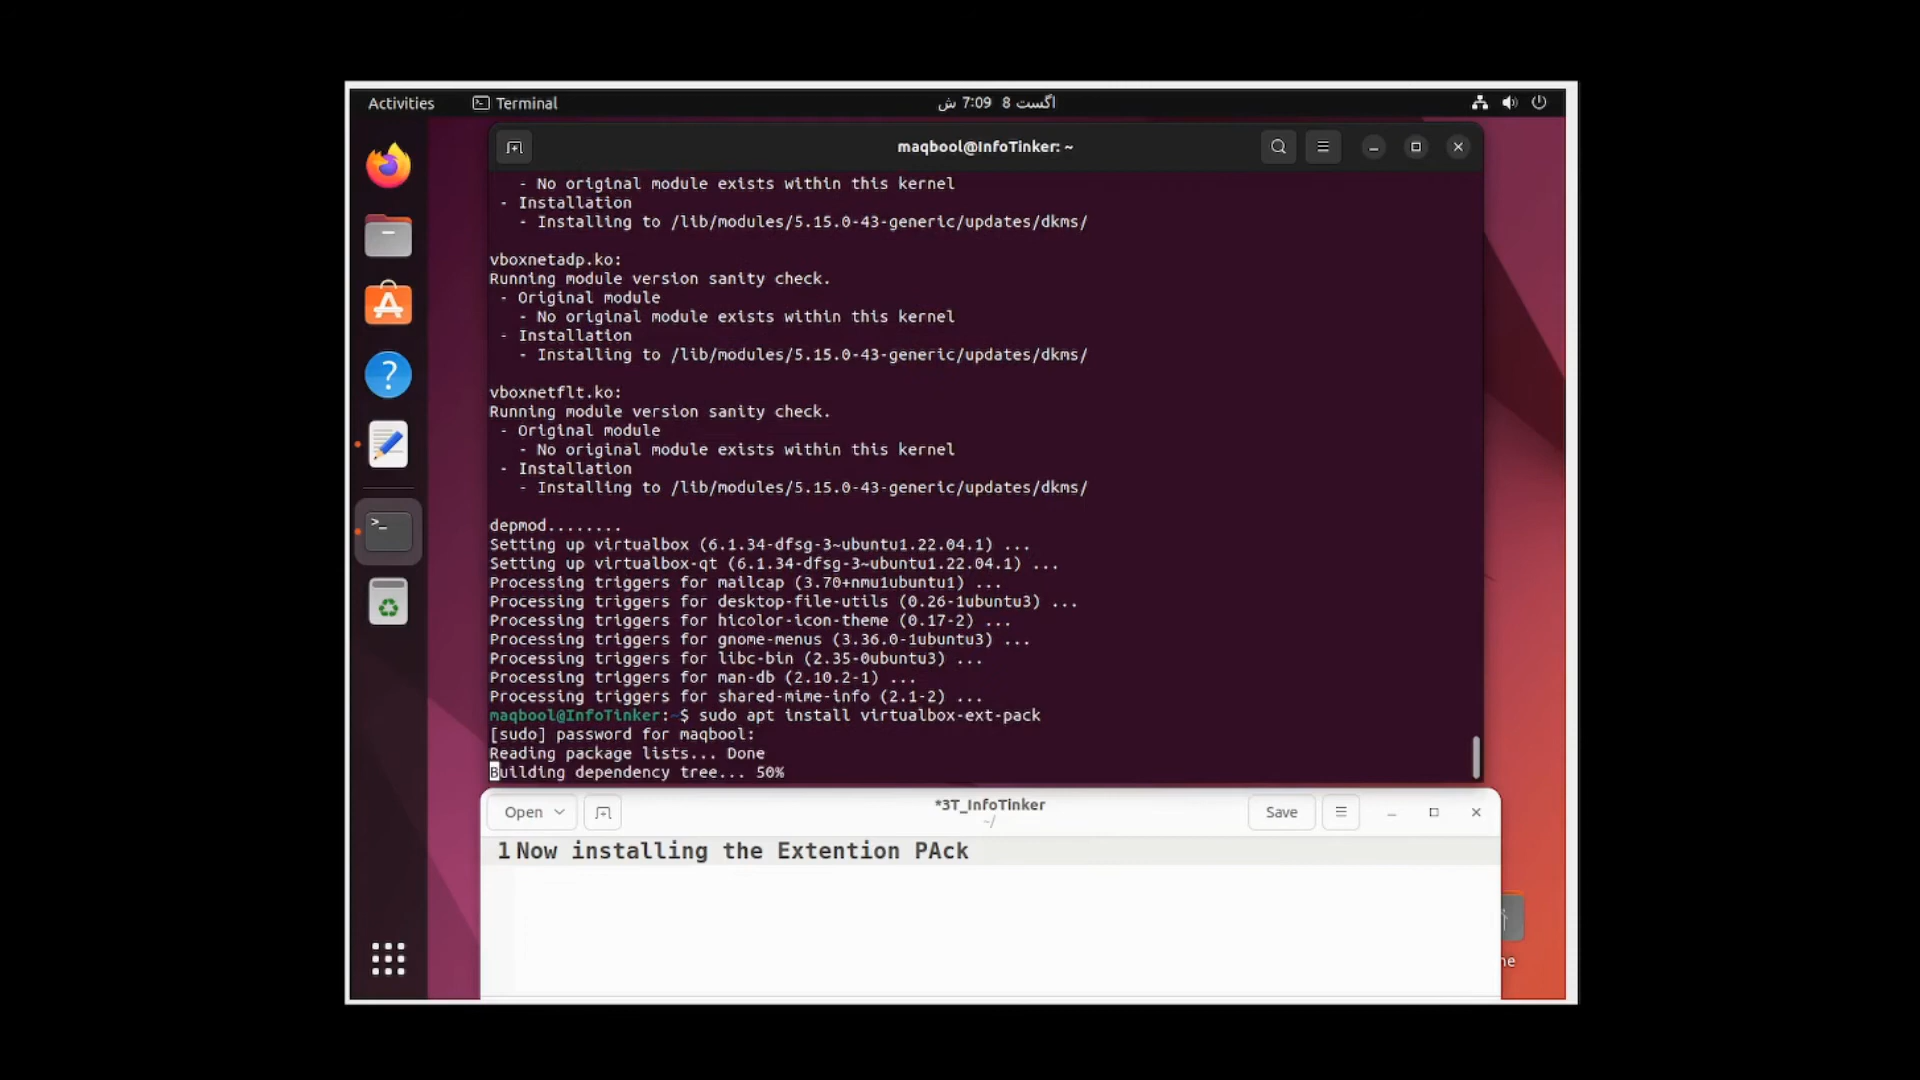 Activities
Terminal
اگست 8  7:09 ش
maqbool@InfoTinker: ~
- No original module exists within this kernel
- Installation
- Installing to /lib/modules/5.15.0-43-generic/updates/dkms/
vboxnetadp.ko:
Running module version sanity check.
- Original module
- No original module exists within this kernel
- Installation
- Installing to /lib/modules/5.15.0-43-generic/updates/dkms/
vboxnetflt.ko:
Running module version sanity check.
- Original module
- No original module exists within this kernel
- Installation
- Installing to /lib/modules/5.15.0-43-generic/updates/dkms/
depmod........
Setting up virtualbox (6.1.34-dfsg-3~ubuntu1.22.04.1) ...
Setting up virtualbox-qt (6.1.34-dfsg-3~ubuntu1.22.04.1) ...
Processing triggers for mailcap (3.70+nmu1ubuntu1) ...
Processing triggers for desktop-file-utils (0.26-1ubuntu3) ...
Processing triggers for hicolor-icon-theme (0.17-2) ...
Processing triggers for gnome-menus (3.36.0-1ubuntu3) ...
Processing triggers for libc-bin (2.35-0ubuntu3) ...
Processing triggers for man-db (2.10.2-1) ...
Processing triggers for shared-mime-info (2.1-2) ...
maqbool@InfoTinker:~$ sudo apt install virtualbox-ext-pack
[sudo] password for maqbool:
Reading package lists... Done
Building dependency tree... 50%
Open
*3T_InfoTinker
~/
Save
1 Now installing the Extention PAck